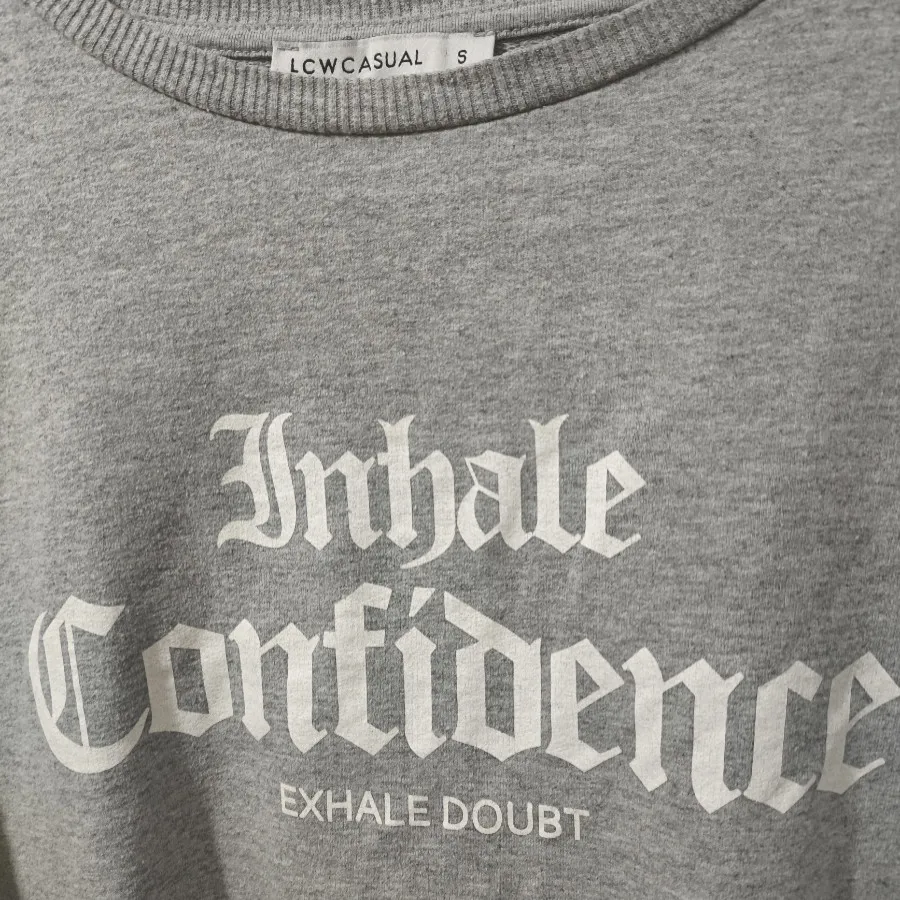 LCWCASUAL S
Inhale
Confidence
EXHALE DOUBT